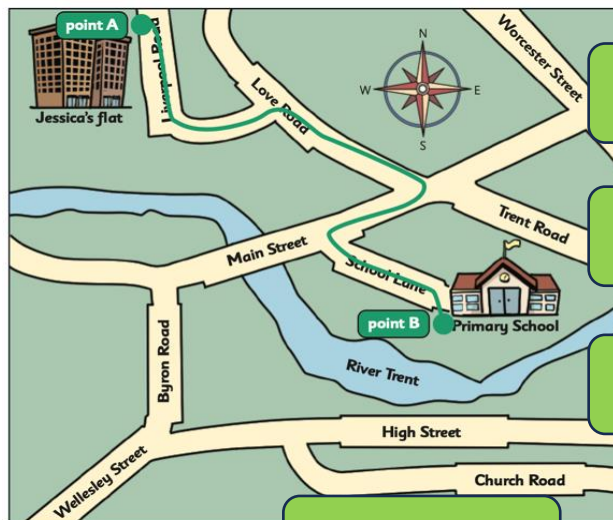 point A
Liverpool Road
Worcester Street
N
W
E
S
Jessica's flat
Love Road
Trent Road
Main Street
School Lane
point B
Primary School
Byron Road
River Trent
High Street
Wellesley Street
Church Road